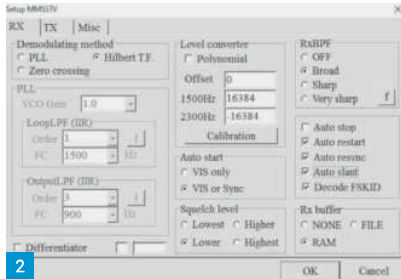 Setup MMSSTV
RX TX Misc
Demodulating method
PLL Hilbert T.F.
Zero crossing
PLL
VCO Gain 1.0
LoopLPF (IIR)
Order 1 f
FC 1500 Hz
OutputLPF (IIR)
Order 3 f
FC 900 Hz
Differentiator
Level converter
Polynomial
Offset 0
1500Hz 16384
2300Hz -16384
Calibration
Auto start
VIS only
VIS or Sync
Squelch level
Lowest Higher
Lower Highest
RxBPF
OFF
Broad
Sharp
Very sharp f
Auto stop
Auto restart
Auto resync
Auto slant
Decode FSKID
Rx buffer
NONE FILE
RAM
OK Cancel
2